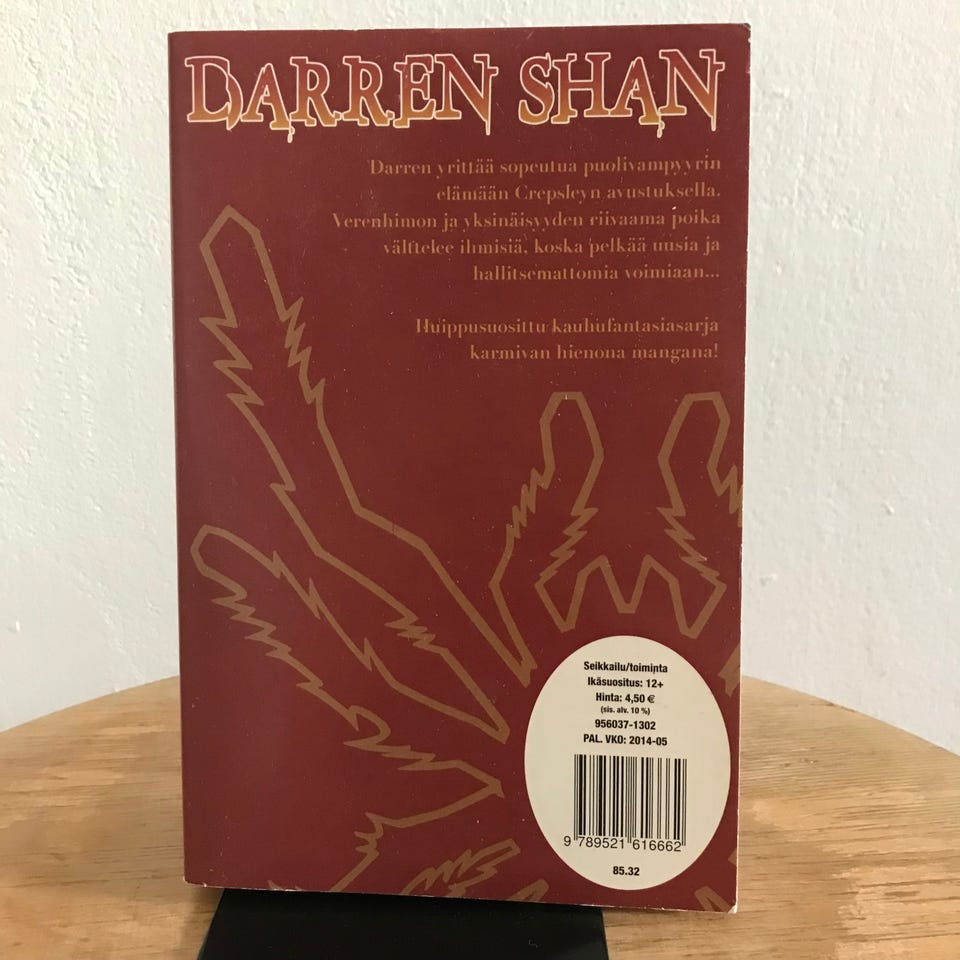 DARREN SHAN
Darren yrittää sopeutua puolivampyyrin
elämään Crepsleyn avustuksella.
Verenhimon ja yksinäisyyden riivaama poika
välttelee ihmisiä, koska pelkää uusia ja
hallitsemattomia voimiaan...
Huippusuosittu kauhufantasiasarja
karmivan hienona mangana!
Seikkailu/toiminta
Ikäsuositus: 12+
Hinta: 4,50 €
(sis. alv. 10 %)
956037-1302
PAL. VKO: 2014-05
9 789521 616662
85.32